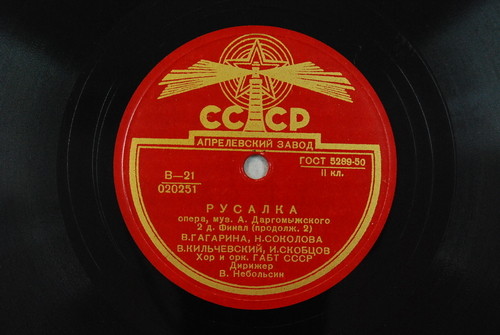 СССР
АПРЕЛЕВСКИЙ ЗАВОД
ГОСТ 5289-50
В—21
II кл.
020251
РУСАЛКА
опера, муз. А. Даргомыжского
2 д. Финал (продолж. 2)
В.ГАГАРИНА, Н.СОКОЛОВА
В.КИЛЬЧЕВСКИЙ, И.СКОБЦОВ
Хор и орк. ГАБТ СССР
Дирижер
В. Небольсин